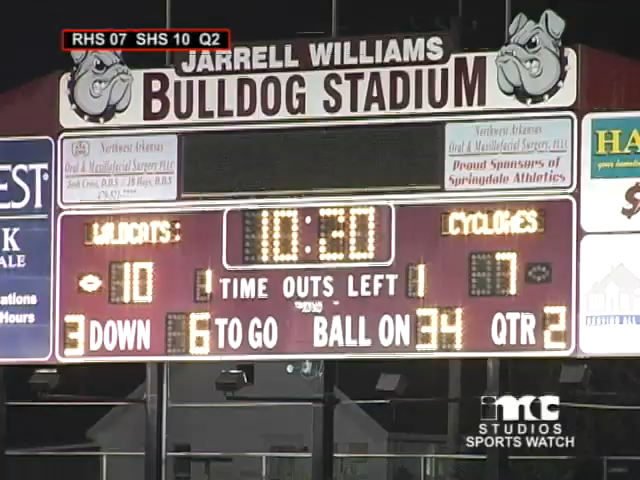 RHS 07 SHS 10 Q2
JARRELL WILLIAMS
BULLDOG STADIUM
Northwest Arkansas
Oral & Maxillofacial Surgery, PLLC
Northwest Arkansas
Oral & Maxillofacial Surgery, PLLC
Proud Sponsors of
Springdale Athletics
HA
EST
K
ALE
ations
Hours
WILDCATS:
10:20
CYCLONES
10
1
TIME OUTS LEFT
1
7
3 DOWN 6 TO GO BALL ON 34 QTR 2
imc
STUDIOS
SPORTS WATCH